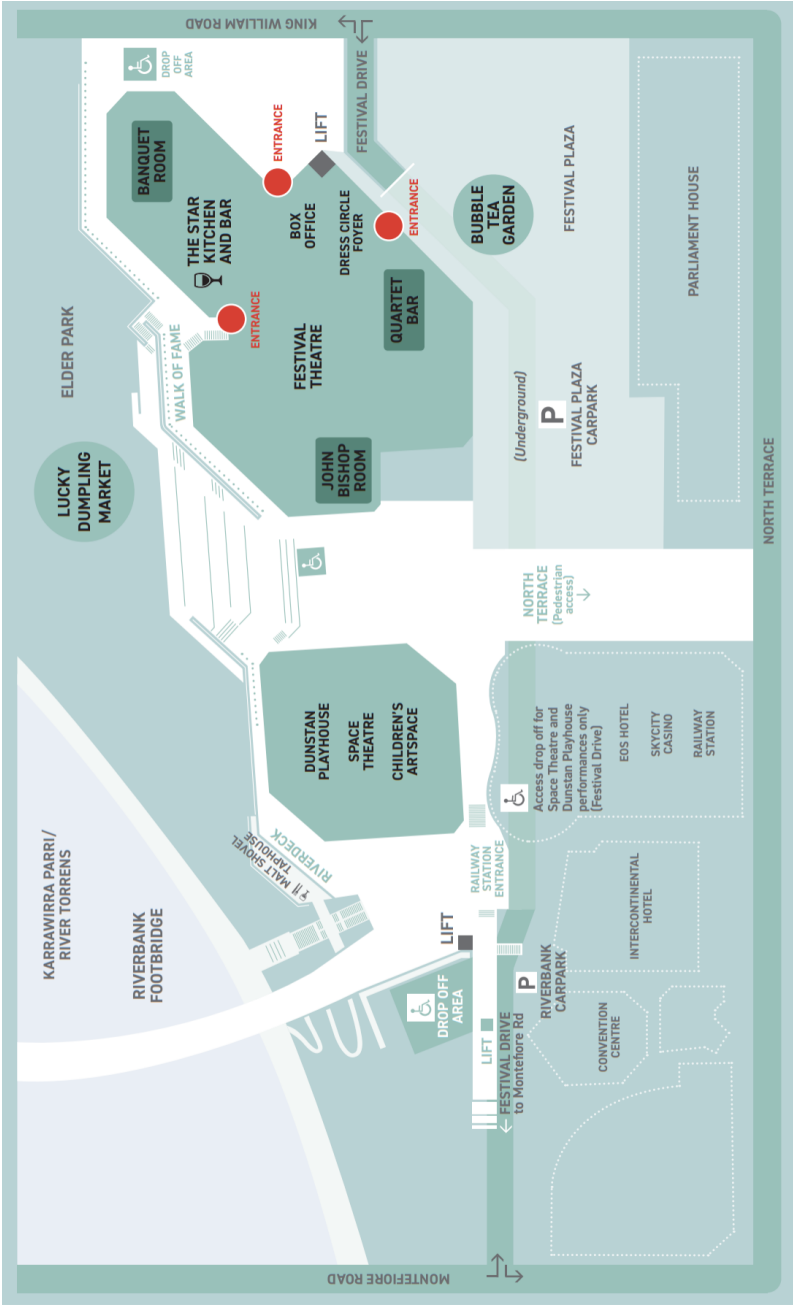 KARRAWIRRA PARRI/
RIVER TORRENS
RIVERBANK
FOOTBRIDGE
ELDER PARK
LUCKY
DUMPLING
MARKET
DROP
OFF
AREA
WALK OF FAME
BANQUET
ROOM
THE STAR
KITCHEN
AND BAR
ENTRANCE
ENTRANCE
ENTRANCE
LIFT
BOX
OFFICE
DRESS CIRCLE
FOYER
FESTIVAL
THEATRE
QUARTET
BAR
JOHN
BISHOP
ROOM
MALT SHOVEL
TAPHOUSE
RIVERDECK
DUNSTAN
PLAYHOUSE
SPACE
THEATRE
CHILDREN'S
ARTSPACE
LIFT
DROP OFF
AREA
LIFT
RAILWAY
STATION
ENTRANCE
FESTIVAL DRIVE
to Montefiore Rd
P
RIVERBANK
CARPARK
Access drop off for
Space Theatre and
Dunstan Playhouse
performances only
(Festival Drive)
NORTH
TERRACE
(Pedestrian
access)
(Underground)
P
FESTIVAL PLAZA
CARPARK
BUBBLE
TEA
GARDEN
FESTIVAL DRIVE
FESTIVAL PLAZA
PARLIAMENT HOUSE
CONVENTION
CENTRE
INTERCONTINENTAL
HOTEL
EOS HOTEL
SKYCITY
CASINO
RAILWAY
STATION
MONTEFIORE ROAD
KING WILLIAM ROAD
NORTH TERRACE